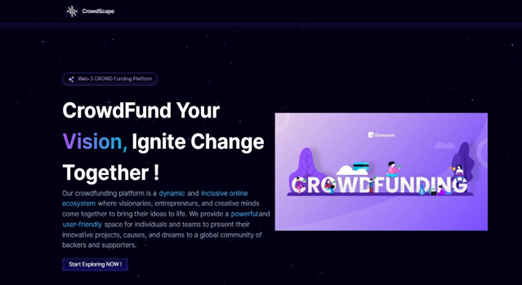 CrowdScape
Web-3 CROWD Funding Platform
CrowdFund Your
Vision, Ignite Change
Together !
Our crowdfunding platform is a dynamic and inclusive online
ecosystem where visionaries, entrepreneurs, and creative minds
come together to bring their ideas to life. We provide a powerful and
user-friendly space for individuals and teams to present their
innovative projects, causes, and dreams to a global community of
backers and supporters.
Start Exploring NOW !
CROWDFUNDING